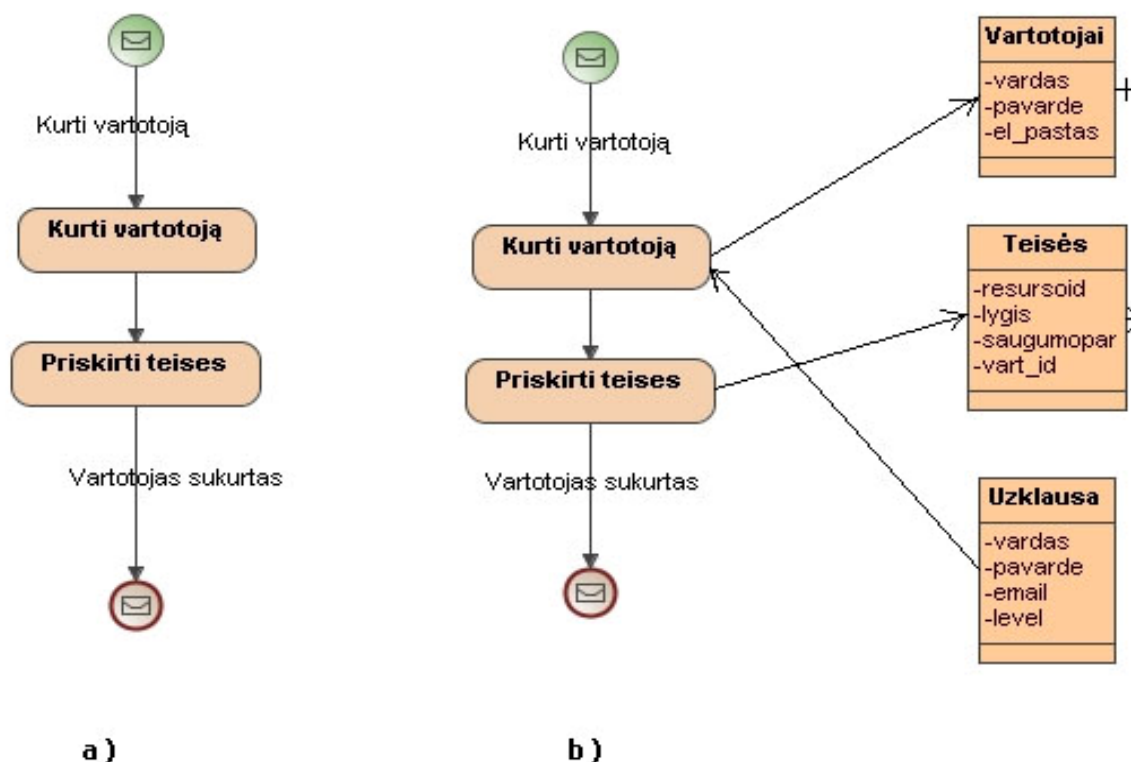 Kurti vartotoją
Kurti vartotoją
Priskirti teises
Vartotojas sukurtas
a)
Kurti vartotoją
Kurti vartotoją
Priskirti teises
Vartotojas sukurtas
b)
Vartotojai
-vardas
-pavarde
-el_pastas
Teisės
-resursoid
-lygis
-saugumopar
-vart_id
Uzklausa
-vardas
-pavarde
-email
-level